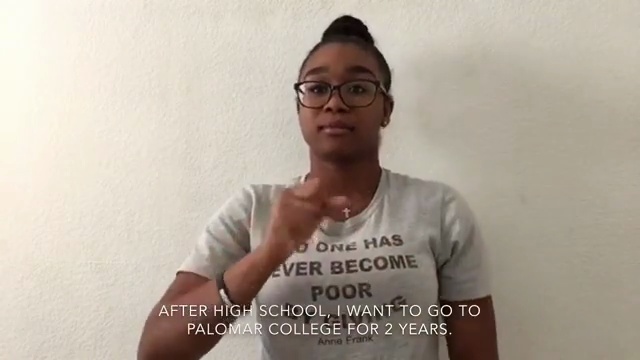 O ONE HAS
EVER BECOME
POOR
GIVING
Anne Frank
AFTER HIGH SCHOOL, I WANT TO GO TO
PALOMAR COLLEGE FOR 2 YEARS.